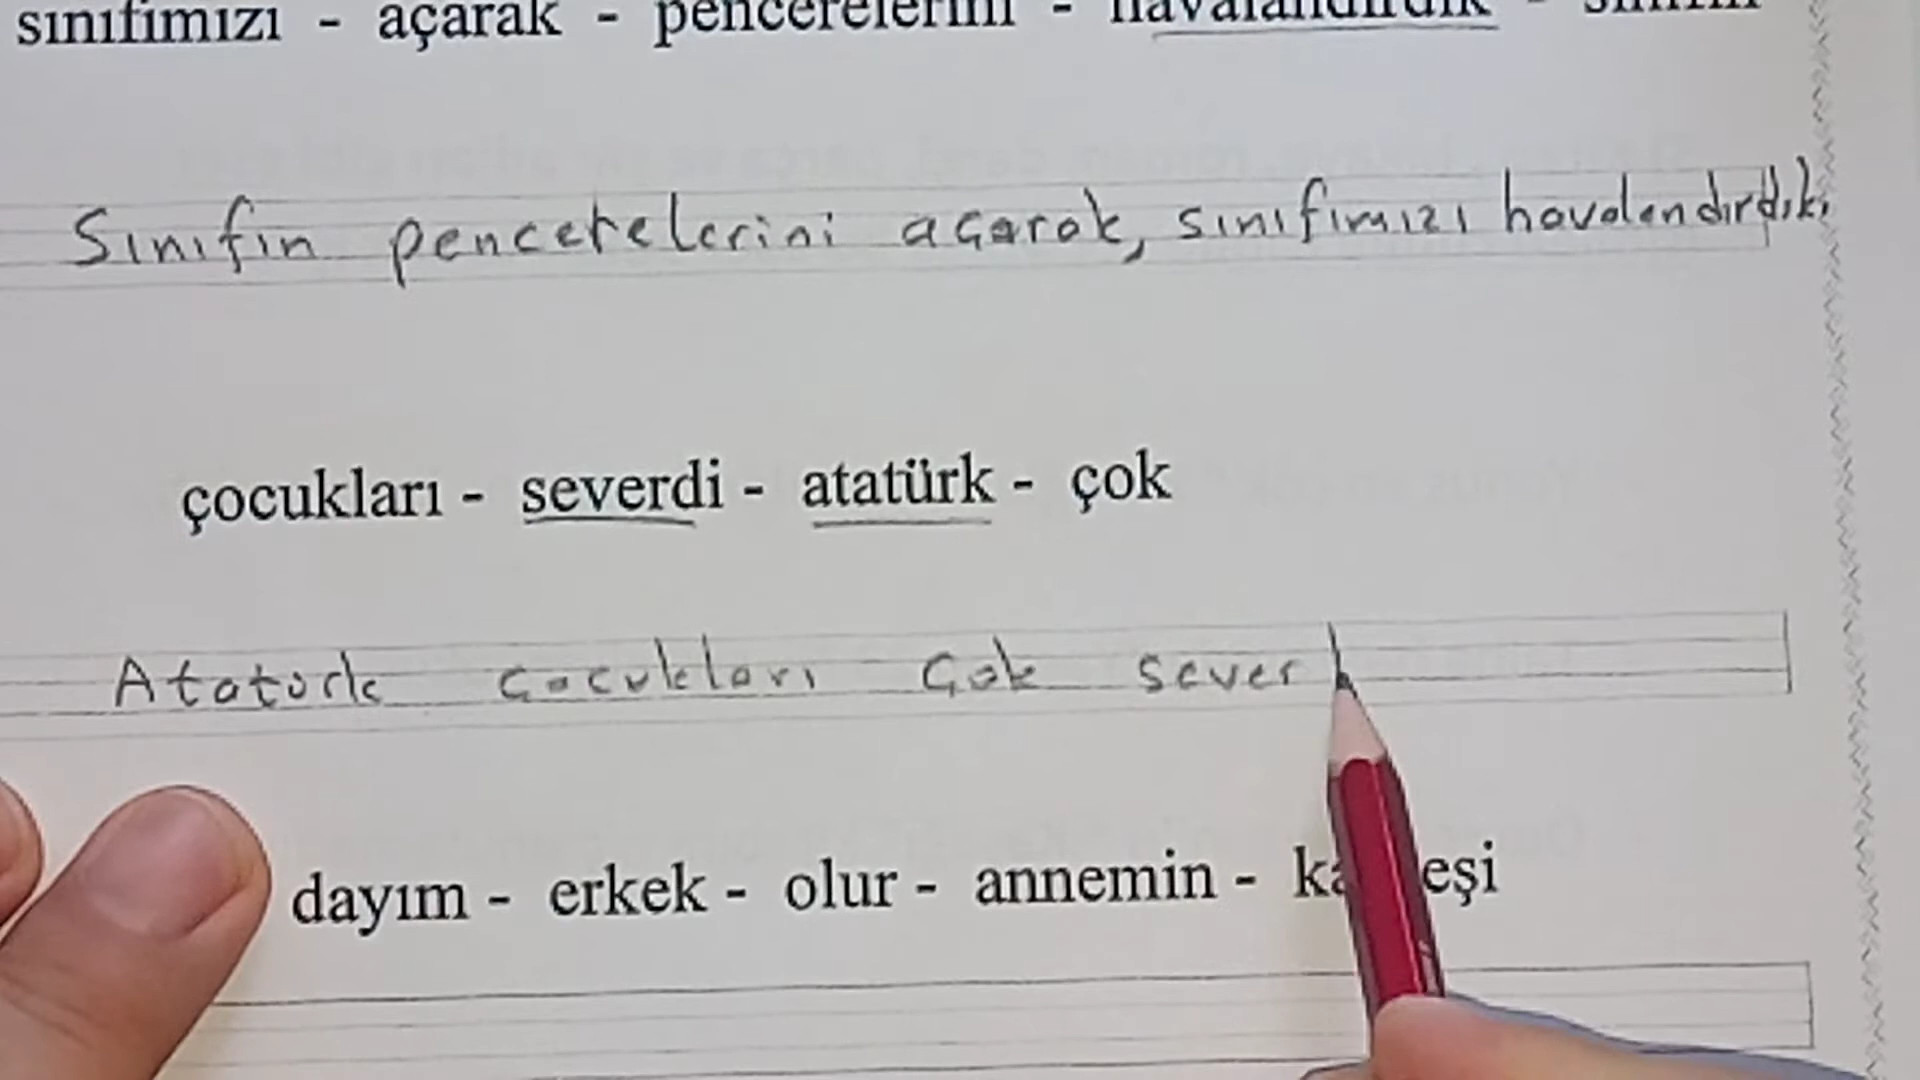 sınıfımızı - açarak - pencerelerini - havalandırdık - sınıfın
Sınıfın pencerelerini açarak, sınıfımızı havalandırdık.
çocukları - severdi - atatürk - çok
Atatürk çocukları çok sever
dayım - erkek - olur - annemin -